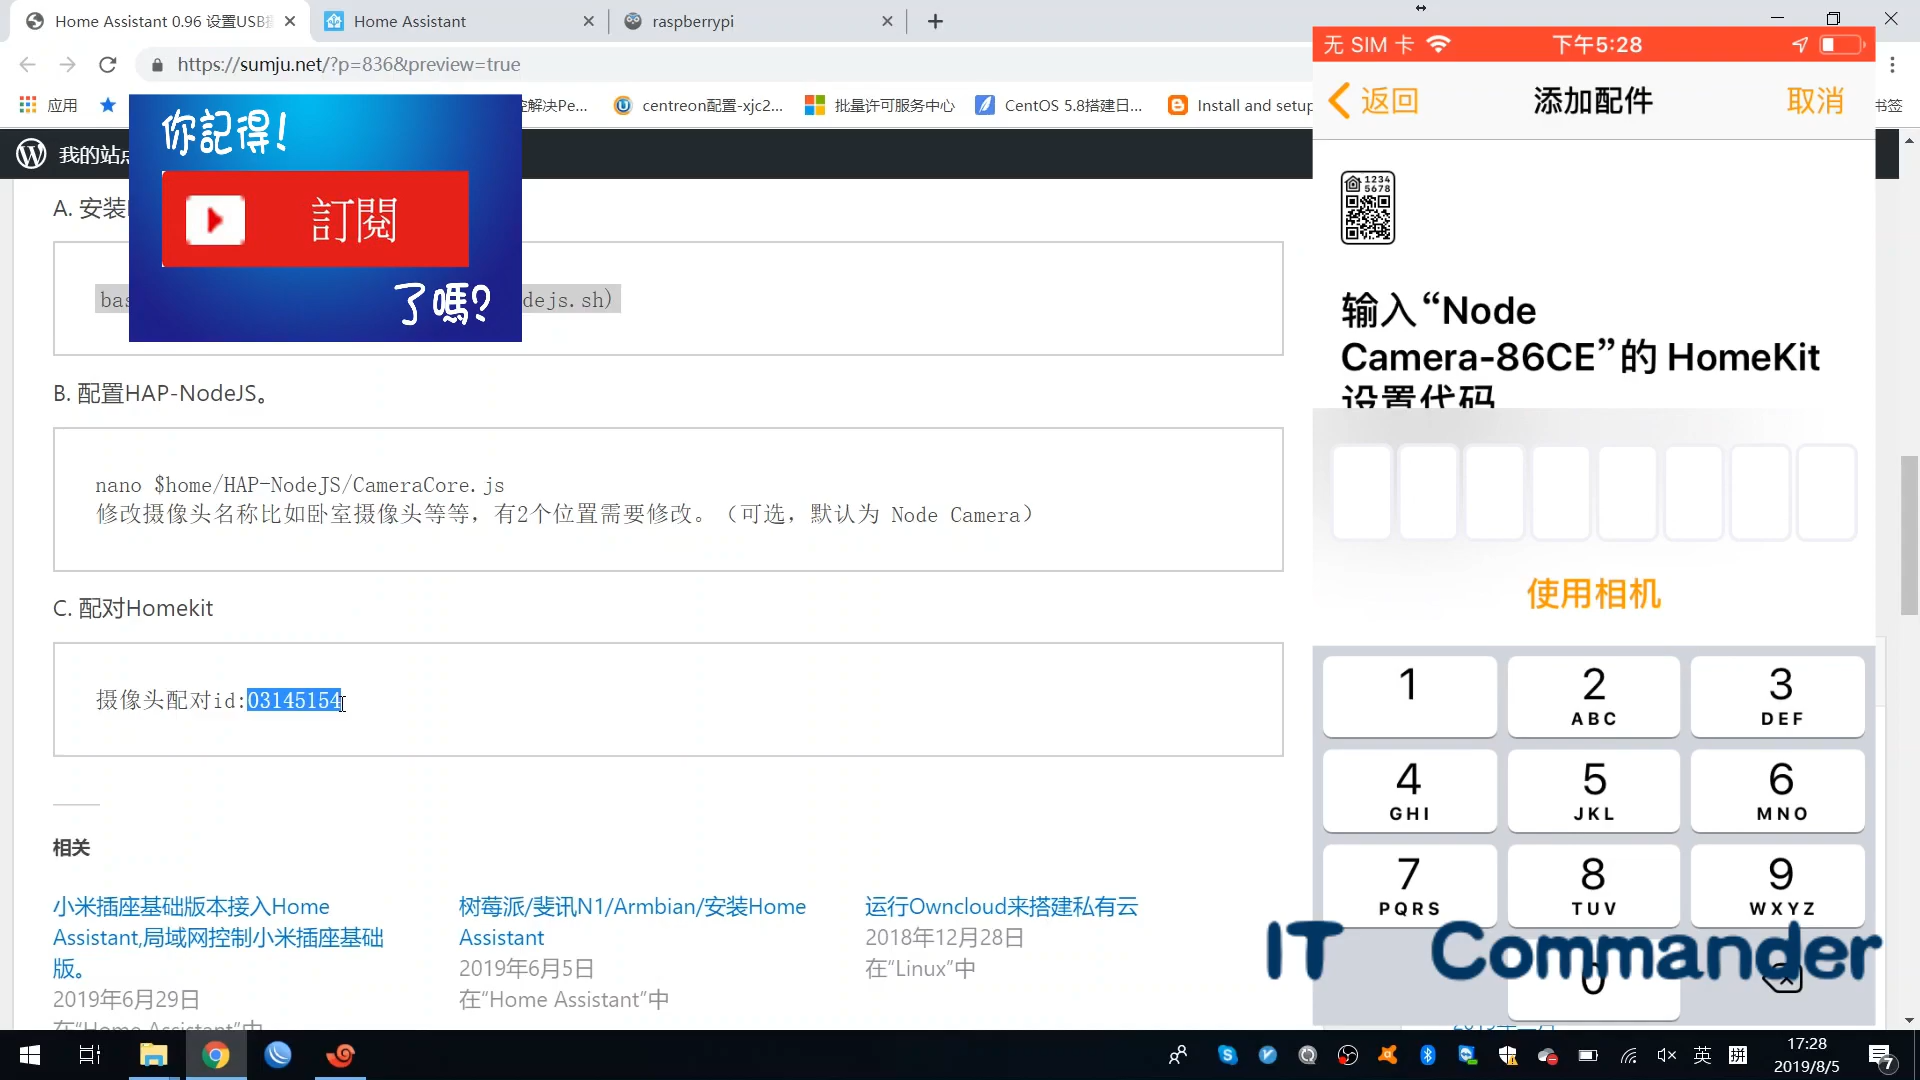 Home Assistant 0.96 设置USB
Home Assistant
raspberrypi
https://sumju.net/?p=836&preview=true
应用
控解决Pe...
centreon配置-xjc2...
批量许可服务中心
CentOS 5.8搭建日...
Install and setup
书签
我的站点
你記得!
訂閱
了嗎?
A. 安装
bas
dejs.sh)
B. 配置HAP-NodeJS。
nano $home/HAP-NodeJS/CameraCore.js
修改摄像头名称比如卧室摄像头等等，有2个位置需要修改。（可选，默认为 Node Camera）
C. 配对Homekit
摄像头配对id:03145154
相关
小米插座基础版本接入Home
Assistant,局域网控制小米插座基础
版。
2019年6月29日
在“Home Assistant”中
树莓派/斐讯N1/Armbian/安装Home
Assistant
2019年6月5日
在“Home Assistant”中
运行Owncloud来搭建私有云
2018年12月28日
在“Linux”中
无 SIM 卡
下午5:28
返回
添加配件
取消
1234
5678
输入“Node
Camera-86CE”的 HomeKit
设置代码
使用相机
1
2
ABC
3
DEF
4
GHI
5
JKL
6
MNO
7
PQRS
8
TUV
9
WXYZ
0
IT Commander
英
拼
17:28
2019/8/5
7